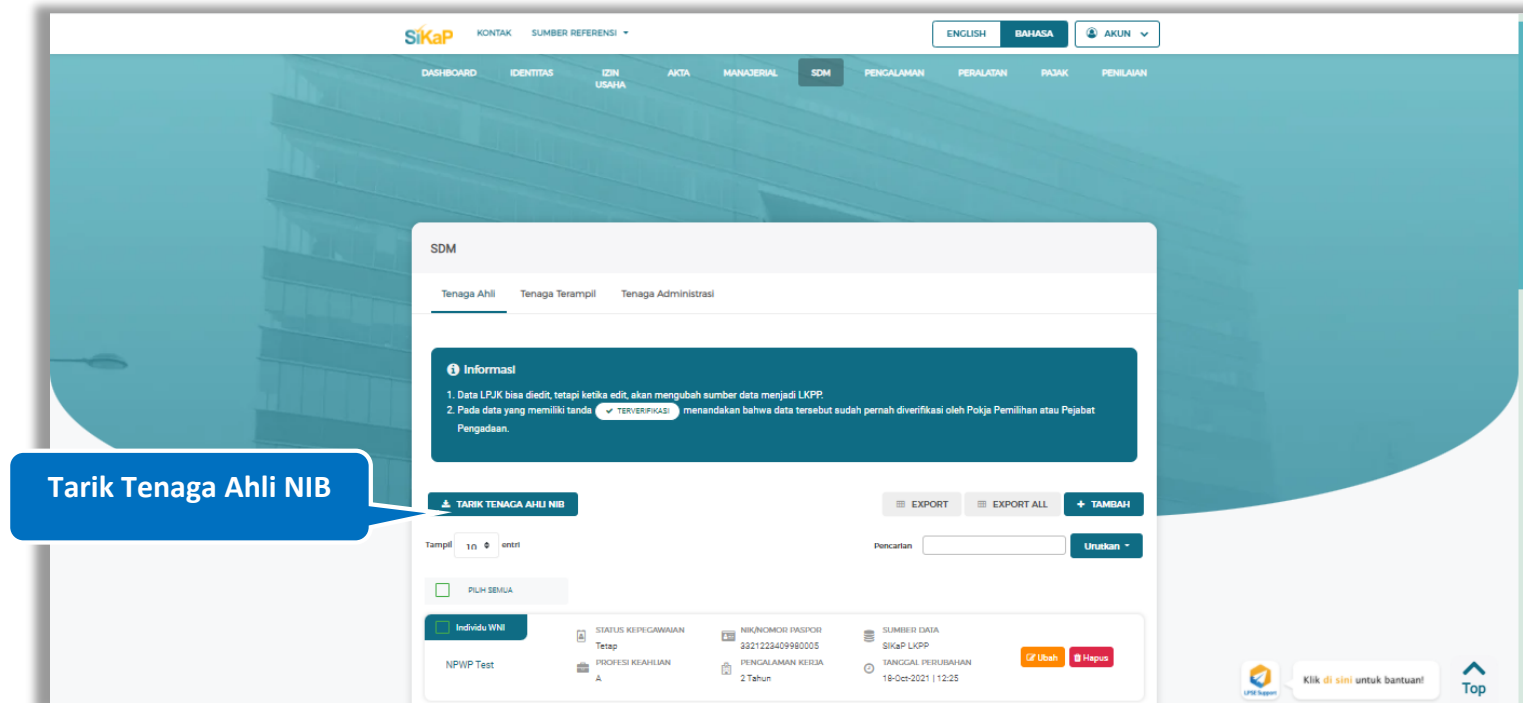 SiKaP KONTAK SUMBER REFERENSI ENGLISH BAHASA AKUN
DASHBOARD IDENTITAS IZIN USAHA AKTA MANAJERIAL SDM PENGALAMAN PERALATAN PAJAK PENILAIAN
SDM
Tenaga Ahli Tenaga Terampil Tenaga Administrasi
Informasi
1. Data LPJK bisa diedit, tetapi ketika edit, akan mengubah sumber data menjadi LKPP.
2. Pada data yang memiliki tanda TERVERIFIKASI menandakan bahwa data tersebut sudah pernah diverifikasi oleh Pokja Pemilihan atau Pejabat
Pengadaan.
Tarik Tenaga Ahli NIB
TARIK TENAGA AHLI NIB EXPORT EXPORT ALL + TAMBAH
Tampil 10 entri Pencarian Urutkan
PILIH SEMUA
Individu WNI STATUS KEPEGAWAIAN NIK/NOMOR PASPOR SUMBER DATA
Tetap 3321223409980005 SIKaP LKPP
NPWP Test PROFESI KEAHLIAN PENGALAMAN KERJA TANGGAL PERUBAHAN Ubah Hapus
A 2 Tahun 18-Oct-2021 | 12:25
LPSE Support Klik di sini untuk bantuan! Top